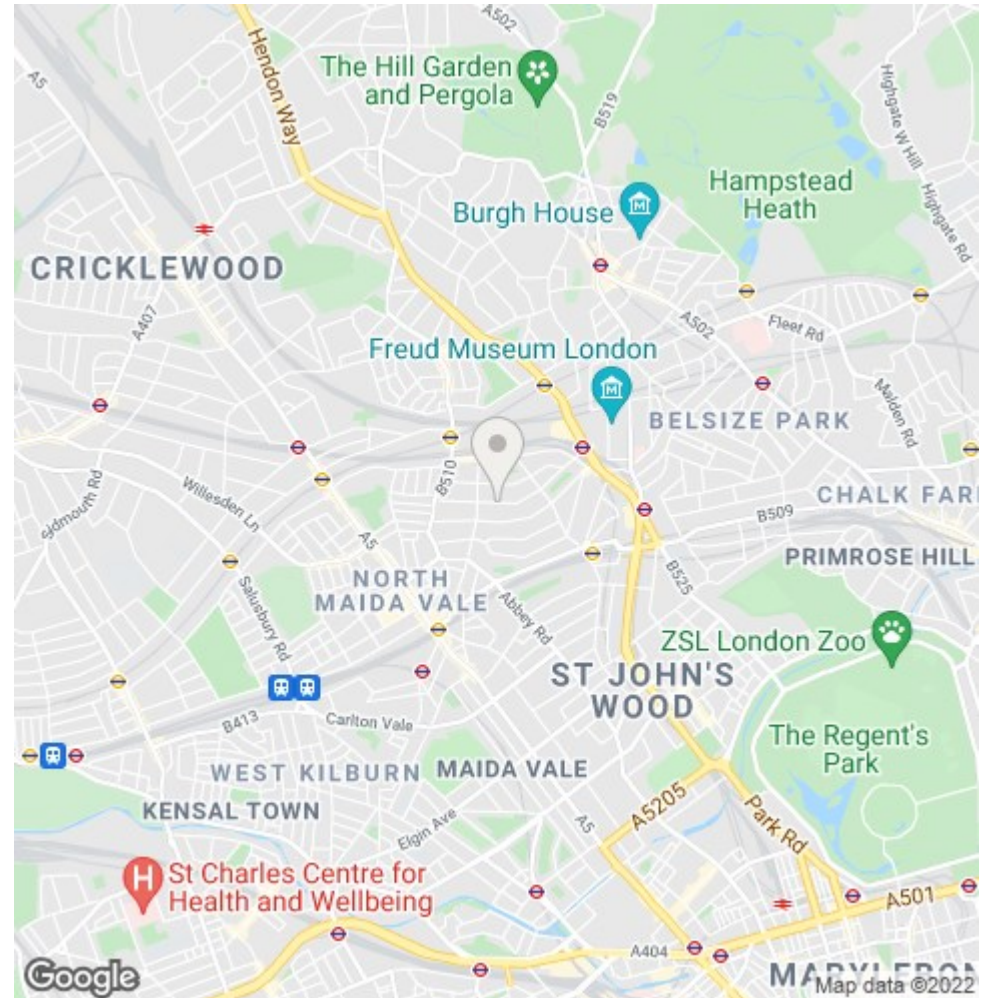 A502
Hendon Way
The Hill Garden
and Pergola
A5
B519
Highgate W Hill
Highgate Rd
Hampstead
Heath
Burgh House
CRICKLEWOOD
A407
A502
Fleet Rd
Freud Museum London
Malden Rd
BELSIZE PARK
B510
Sidmouth Rd
Willesden Ln
A5
CHALK FAR
B509
PRIMROSE HILL
NORTH
MAIDA VALE
B525
Salusbury Rd
Abbey Rd
ZSL London Zoo
ST JOHN'S
WOOD
B413
Carlton Vale
The Regent's
Park
WEST KILBURN
MAIDA VALE
KENSAL TOWN
A5205
Elgin Ave
A5
Park Rd
H
St Charles Centre for
Health and Wellbeing
A501
A404
Google
MARYLEBON
Map data ©2022